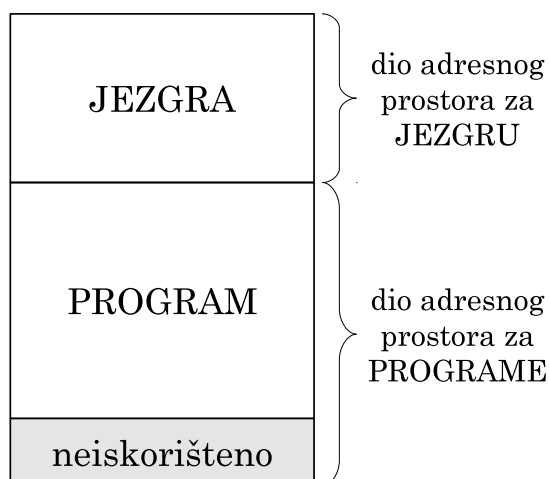 JEZGRA
dio adresnog
prostora za
JEZGRU
PROGRAM
dio adresnog
prostora za
PROGRAME
neiskorišteno